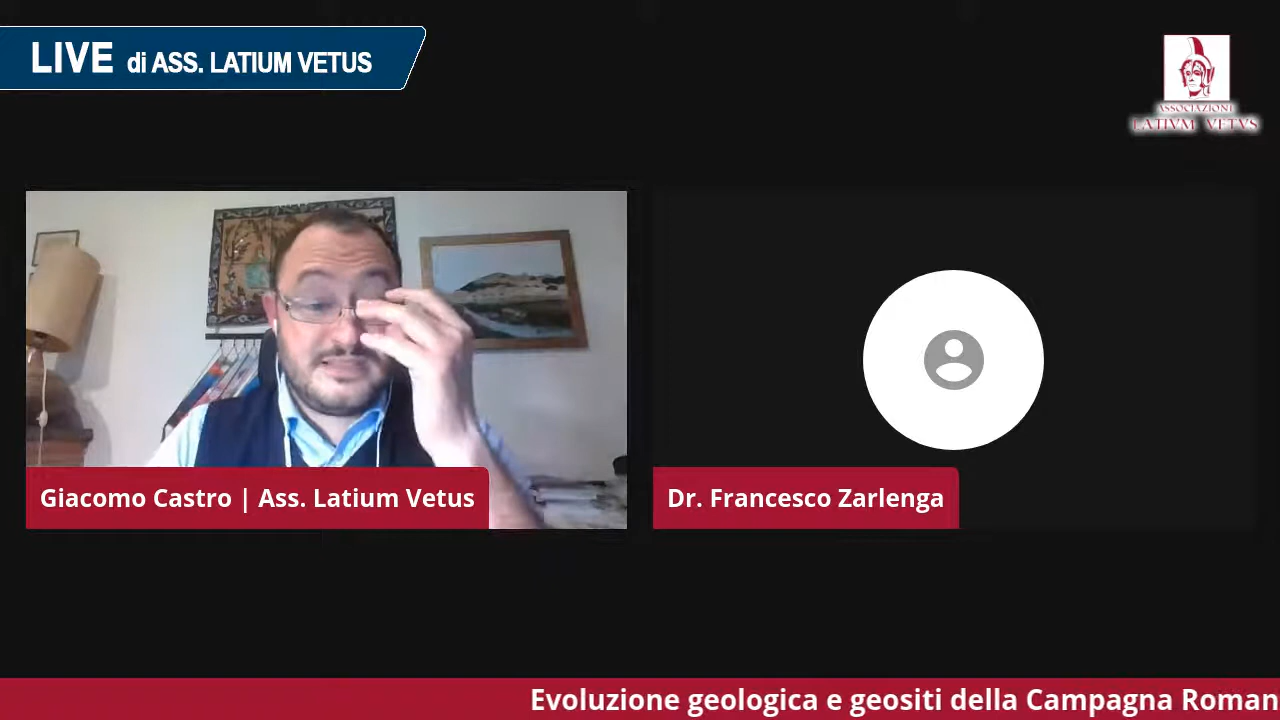 LIVE di ASS. LATIUM VETUS
ASSOCIAZIONE
LATIVM VETVS
Giacomo Castro | Ass. Latium Vetus
Dr. Francesco Zarlenga
Evoluzione geologica e geositi della Campagna Roman